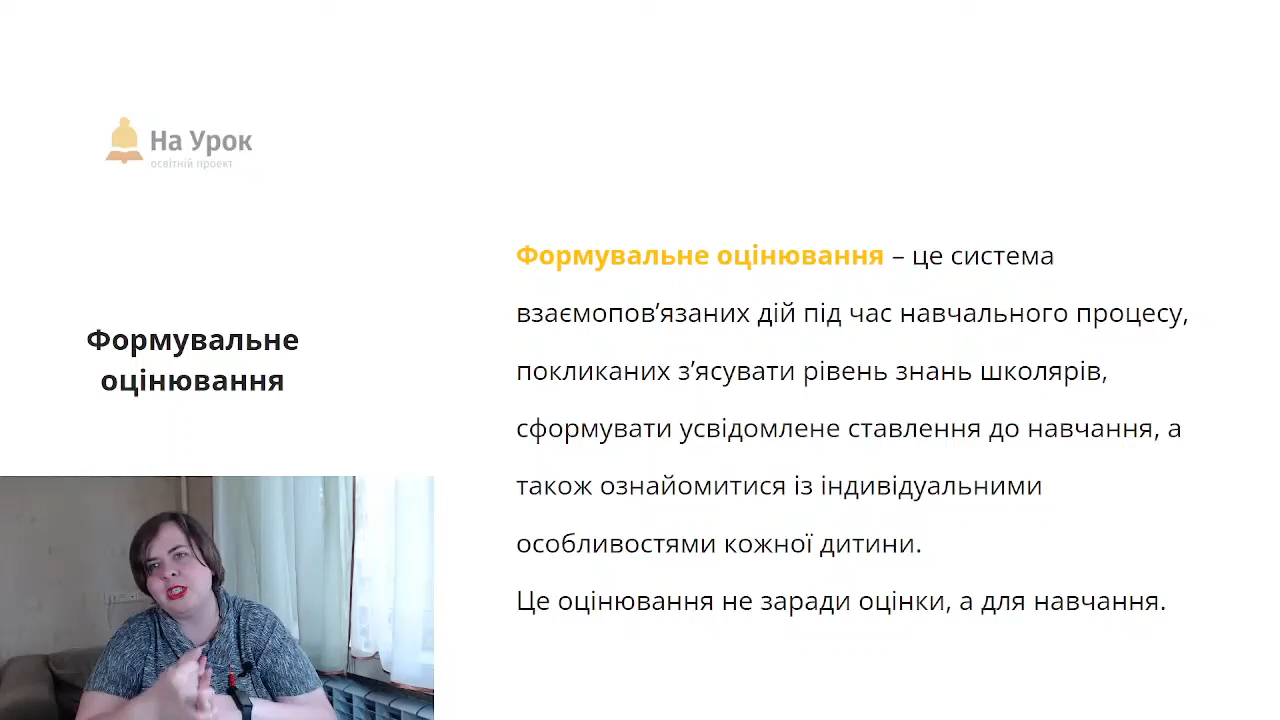 На Урок
освітній проект
Формувальне
оцінювання
Формувальне оцінювання – це система
взаємопов’язаних дій під час навчального процесу,
покликаних з’ясувати рівень знань школярів,
сформувати усвідомлене ставлення до навчання, а
також ознайомитися із індивідуальними
особливостями кожної дитини.
Це оцінювання не заради оцінки, а для навчання.